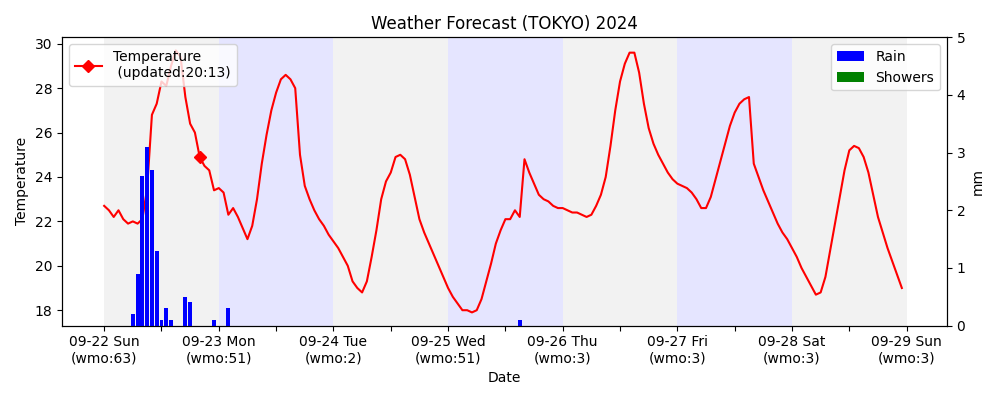 Weather Forecast (TOKYO) 2024
Temperature
(updated:20:13)
Rain
Showers
30
28
26
24
22
20
18
Temperature
5
4
3
2
1
0
mm
09-22 Sun
(wmo:63)
09-23 Mon
(wmo:51)
09-24 Tue
(wmo:2)
09-25 Wed
(wmo:51)
09-26 Thu
(wmo:3)
09-27 Fri
(wmo:3)
09-28 Sat
(wmo:3)
09-29 Sun
(wmo:3)
Date